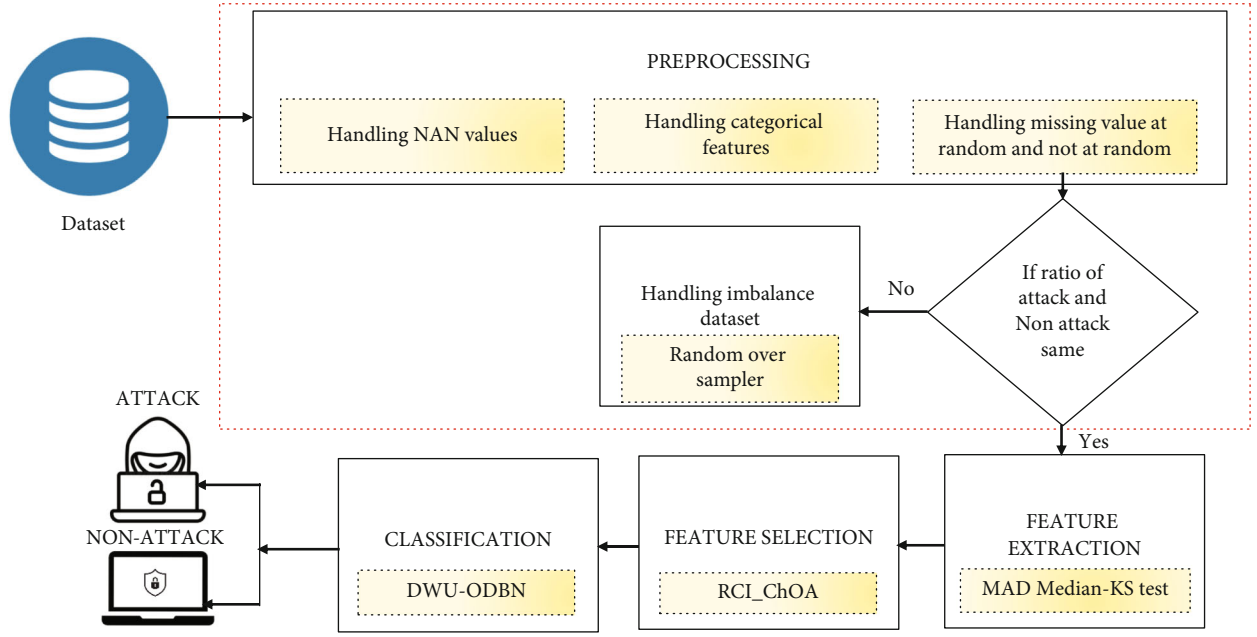 PREPROCESSING
Handling NAN values
Handling categorical
features
Handling missing value at
random and not at random
Dataset
If ratio of
attack and
Non attack
same
No
Handling imbalance
dataset
Random over
sampler
Yes
FEATURE
EXTRACTION
MAD Median-KS test
FEATURE SELECTION
RCI_ChOA
CLASSIFICATION
DWU-ODBN
ATTACK
NON-ATTACK